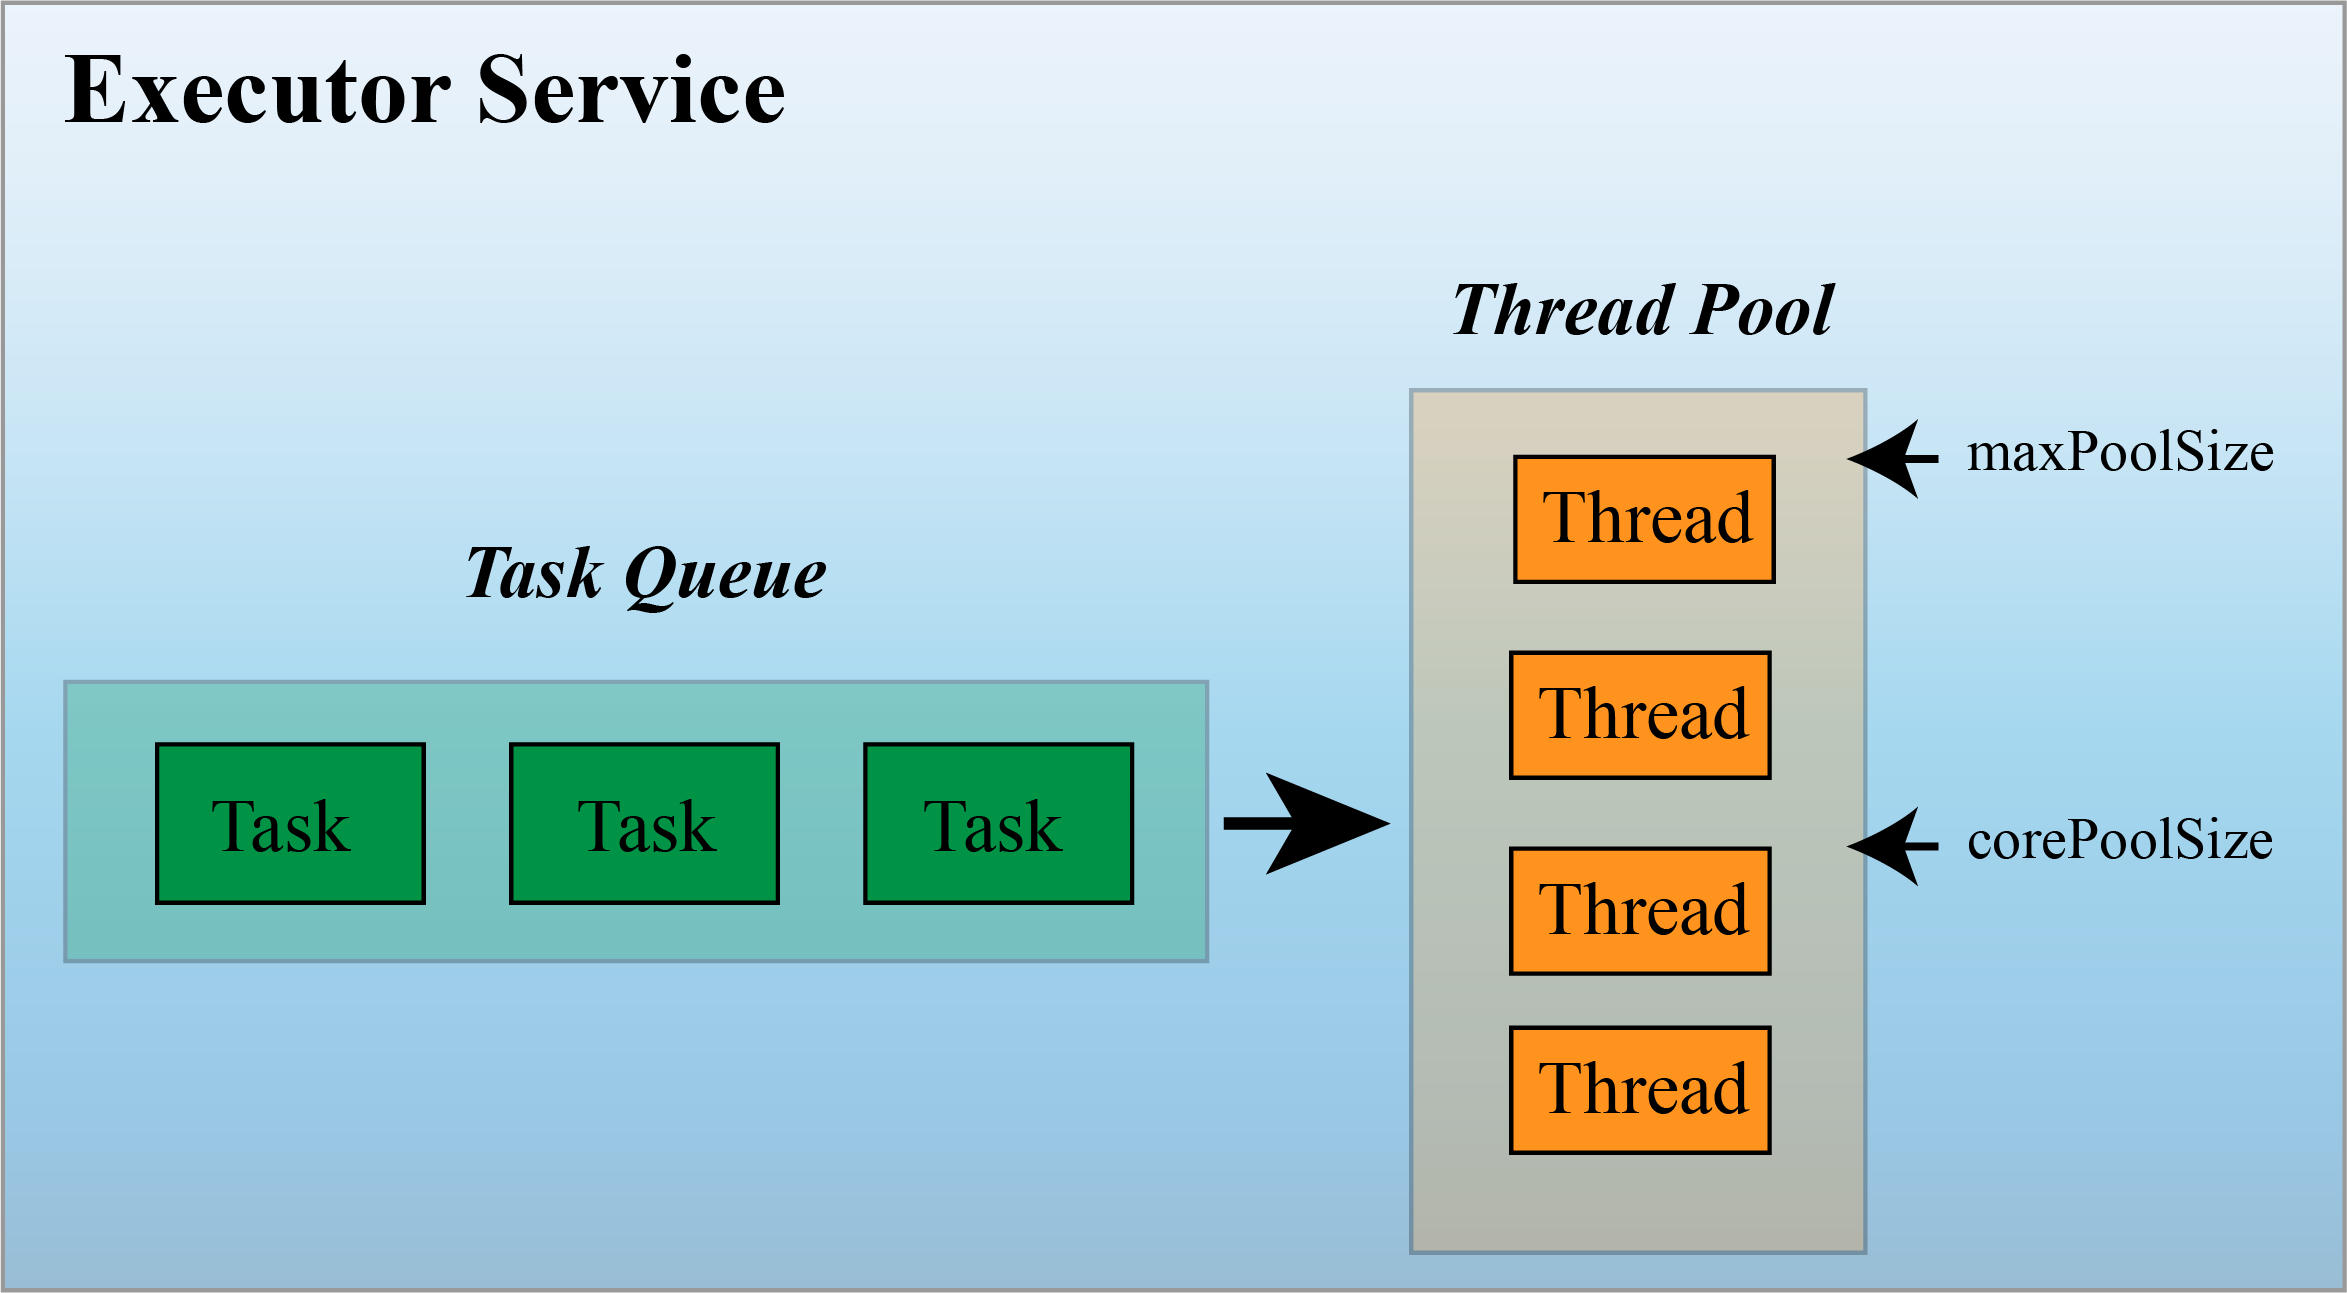 Executor Service
Thread Pool
maxPoolSize
Thread
Task Queue
Thread
Task Task Task
corePoolSize
Thread
Thread